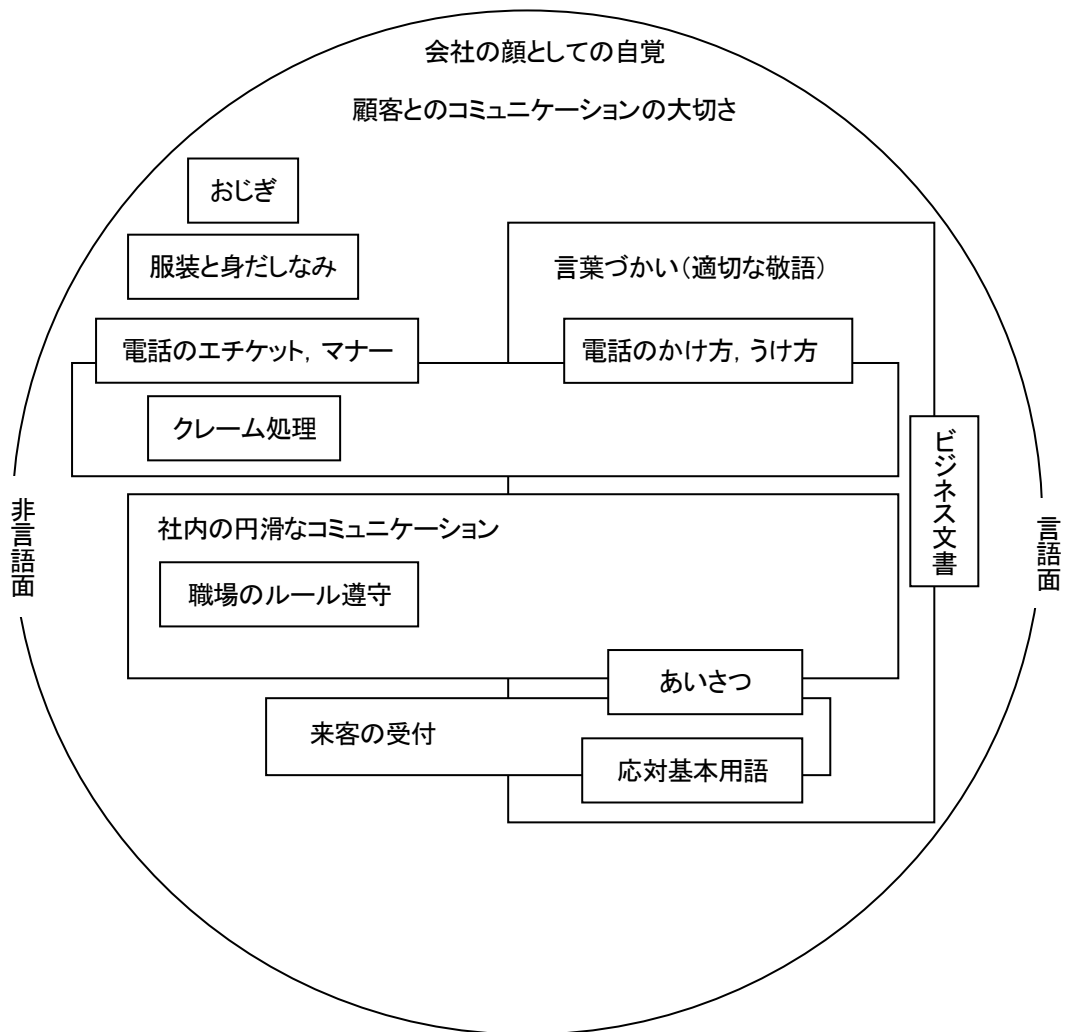 会社の顔としての自覚
顧客とのコミュニケーションの大切さ
おじぎ
服装と身だしなみ
言葉づかい(適切な敬語)
電話のエチケット, マナー
電話のかけ方, うけ方
クレーム処理
ビジネス文書
非言語面
言語面
社内の円滑なコミュニケーション
職場のルール遵守
あいさつ
来客の受付
応対基本用語